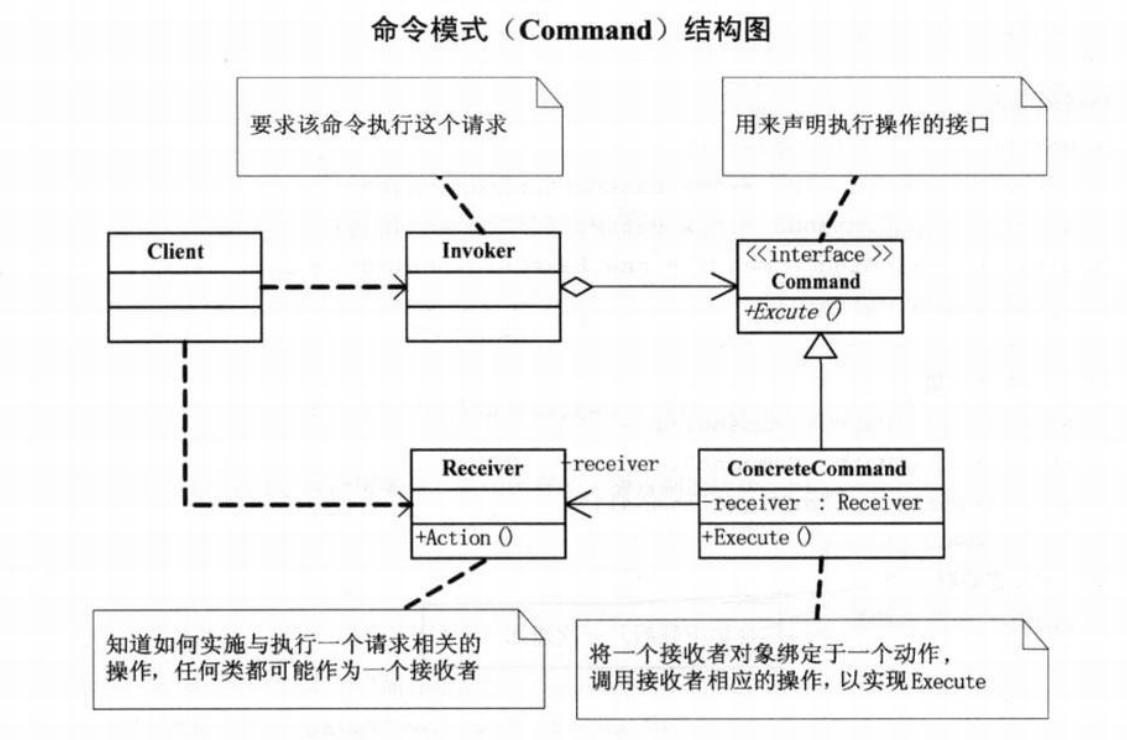 命令模式（Command）结构图
要求该命令执行这个请求
用来声明执行操作的接口
Client
Invoker
<<interface >>
Command
+Excute ()
Receiver
-receiver
ConcreteCommand
-receiver : Receiver
+Action ()
+Execute ()
知道如何实施与执行一个请求相关的
操作，任何类都可能作为一个接收者
将一个接收者对象绑定于一个动作，
调用接收者相应的操作，以实现Execute